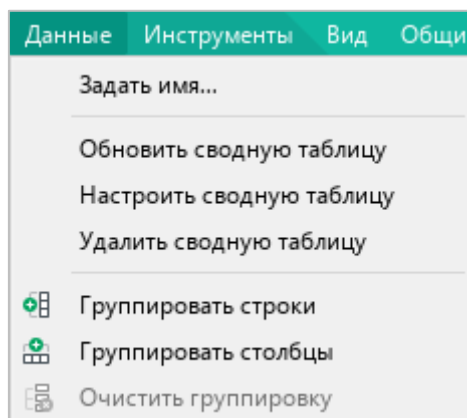 Данные Инструменты Вид Общи
Задать имя...
Обновить сводную таблицу
Настроить сводную таблицу
Удалить сводную таблицу
Группировать строки
Группировать столбцы
Очистить группировку